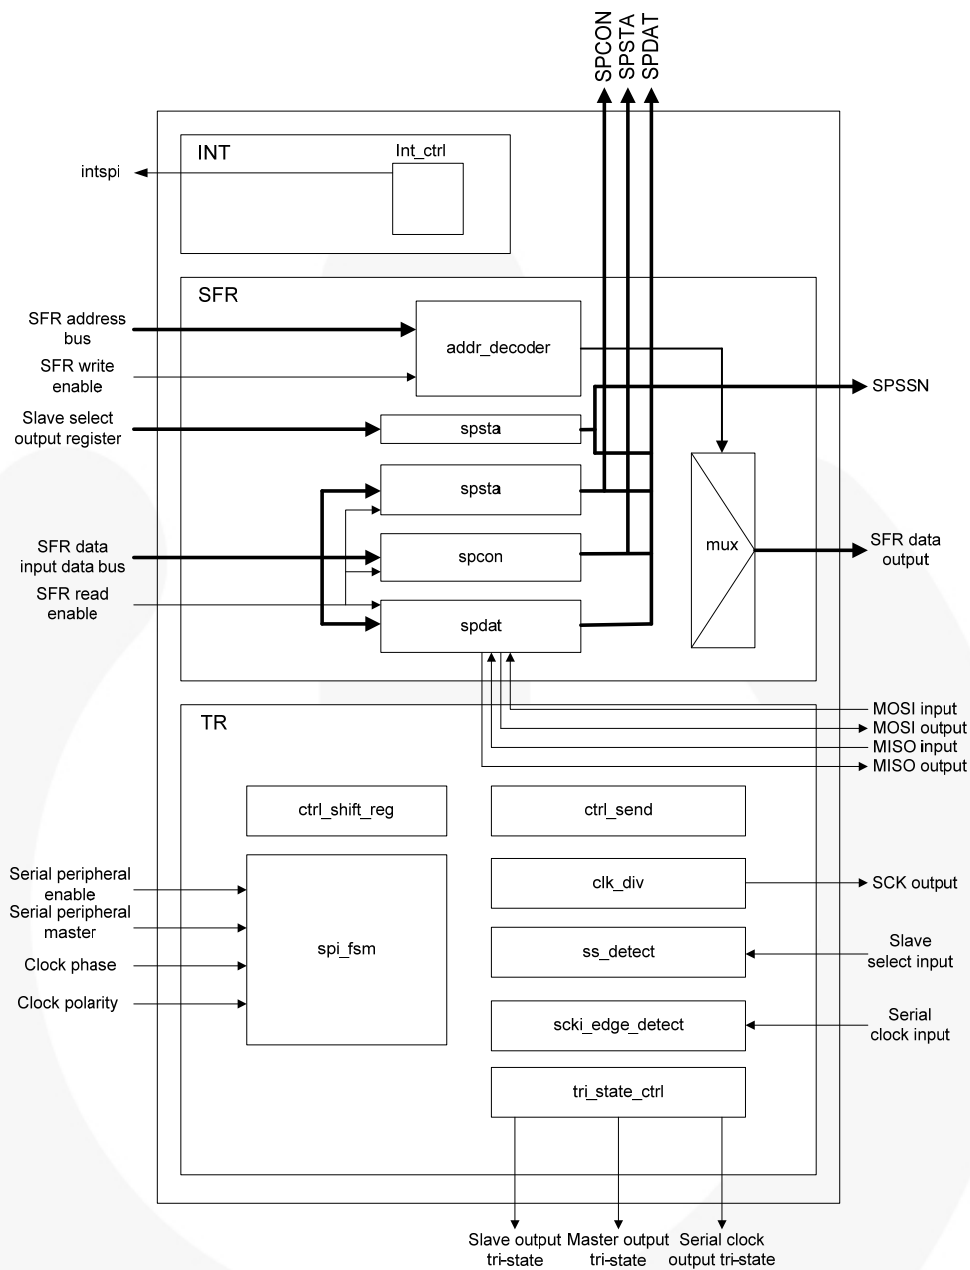 SPCON
SPSTA
SPDAT
INT
Int_ctrl
intspi
SFR
SFR address
bus
addr_decoder
SFR write
enable
SPSSN
Slave select
output register
spsta
spsta
mux
SFR data
output
SFR data
input data bus
spcon
SFR read
enable
spdat
MOSI input
MOSI output
MISO input
MISO output
TR
ctrl_shift_reg
ctrl_send
Serial peripheral
enable
clk_div
SCK output
Serial peripheral
master
spi_fsm
ss_detect
Slave
select input
Clock phase
Clock polarity
scki_edge_detect
Serial
clock input
tri_state_ctrl
Slave output
tri-state
Master output
tri-state
Serial clock
output tri-state